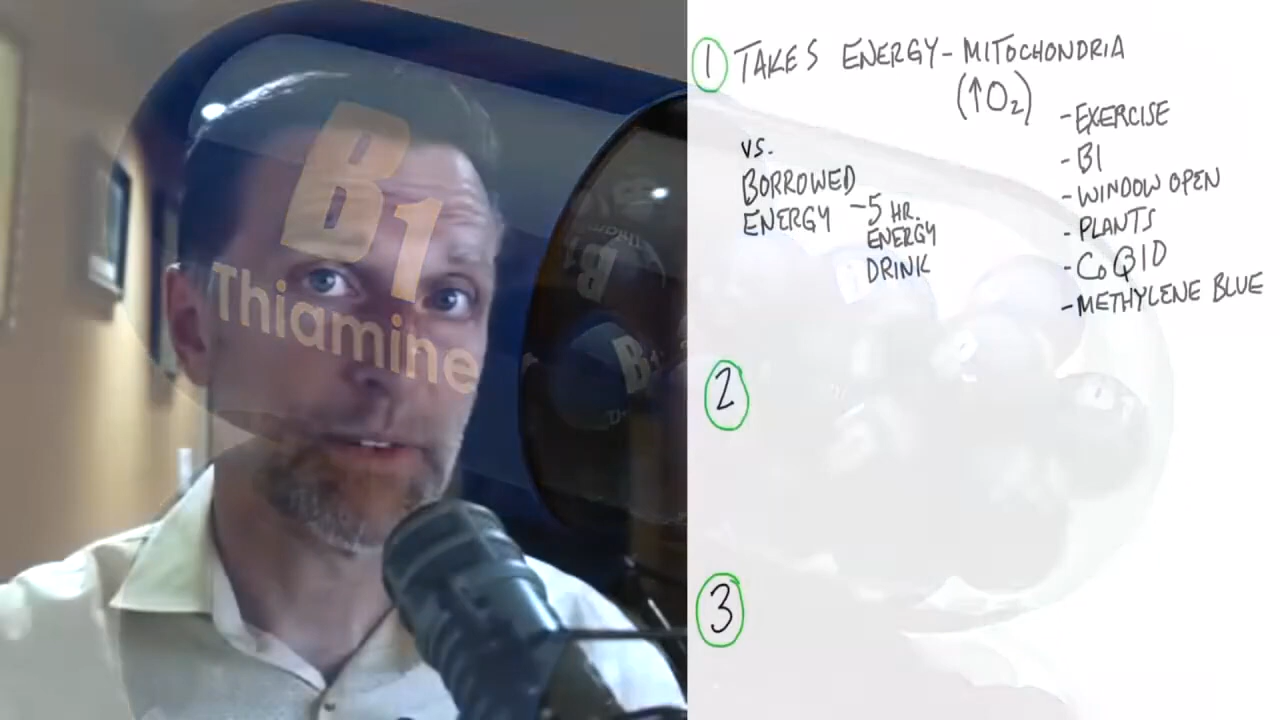 B1
Thiamine
B
B1
1 TAKES ENERGY - MITOCHONDRIA
(↑O₂)
- EXERCISE
- B1
- WINDOW OPEN
- PLANTS
- COQ10
- METHYLENE BLUE
VS.
BORROWED
ENERGY - 5 HR.
ENERGY
DRINK
2
3